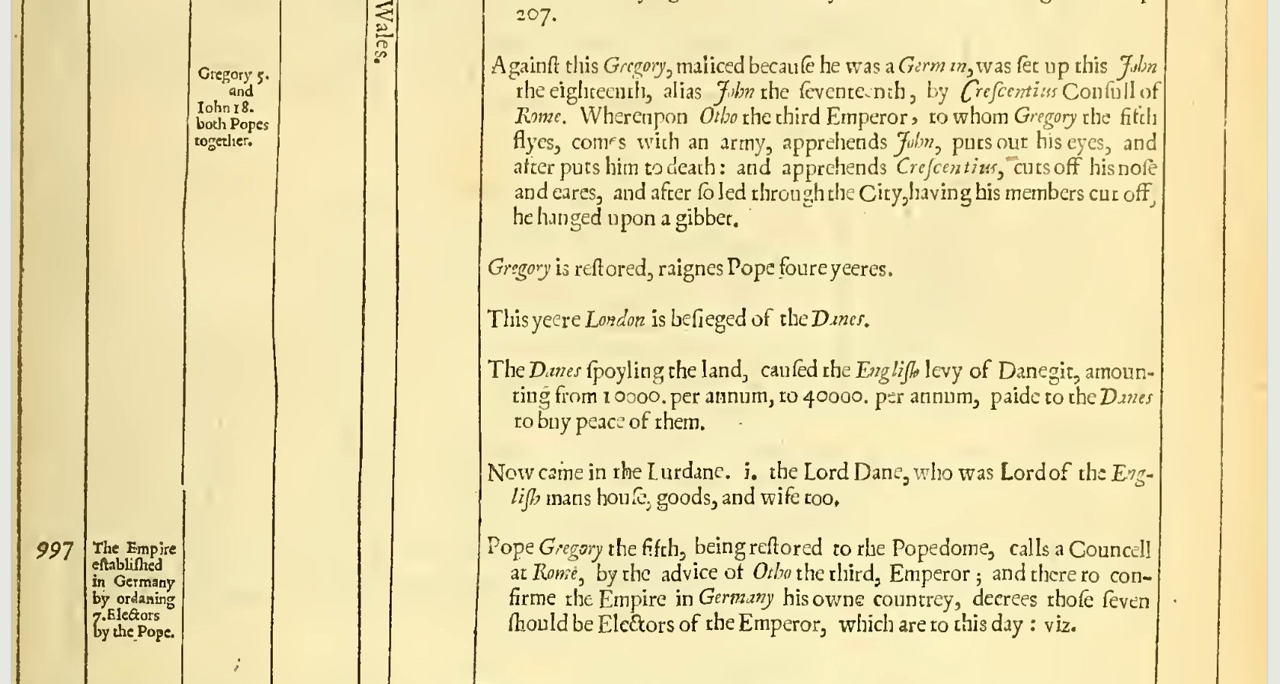 207.
Wales.
Gregory 5.
and
Iohn 18.
both Popes
together.
Againſt this Gregory, maliced becauſe he was a German, was ſet up this John
the eighteenth, alias John the ſeventeenth, by Creſcentius Conſull of
Rome. Whereupon Otho the third Emperor, to whom Gregory the fifth
flyes, comes with an army, apprehends John, puts out his eyes, and
after puts him to death: and apprehends Creſcentius, cuts off his noſe
and eares, and after ſo led through the City, having his members cut off,
he hanged upon a gibbet.
Gregory is reſtored, raignes Pope foure yeeres.
This yeere London is beſieged of the Danes.
The Danes ſpoyling the land, cauſed the Engliſh levy of Danegit, amoun-
ting from 10000. per annum, to 40000. per annum, paide to the Danes
to buy peace of them.
Now came in the Lurdane. i. the Lord Dane, who was Lord of the Eng-
liſh mans houſe, goods, and wife too.
997
The Empire
eſtabliſhed
in Germany
by ordaning
7. Electors
by the Pope.
Pope Gregory the fifth, being reſtored to the Popedome, calls a Councell
at Rome, by the advice of Otho the third, Emperor; and there to con-
firme the Empire in Germany his owne countrey, decrees thoſe ſeven
ſhould be Electors of the Emperor, which are to this day: viz.